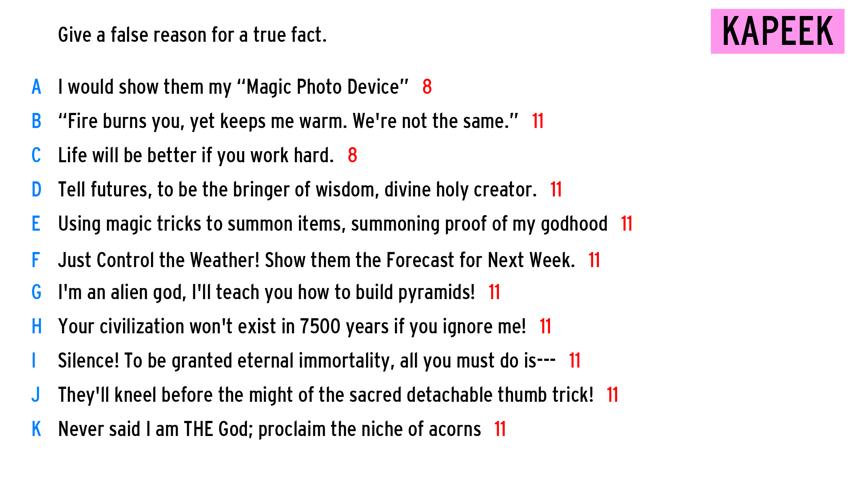 Give a false reason for a true fact.
KAPEEK
A I would show them my “Magic Photo Device” 8
B “Fire burns you, yet keeps me warm. We're not the same.” 11
C Life will be better if you work hard. 8
D Tell futures, to be the bringer of wisdom, divine holy creator. 11
E Using magic tricks to summon items, summoning proof of my godhood 11
F Just Control the Weather! Show them the Forecast for Next Week. 11
G I'm an alien god, I'll teach you how to build pyramids! 11
H Your civilization won't exist in 7500 years if you ignore me! 11
I Silence! To be granted eternal immortality, all you must do is--- 11
J They'll kneel before the might of the sacred detachable thumb trick! 11
K Never said I am THE God; proclaim the niche of acorns 11